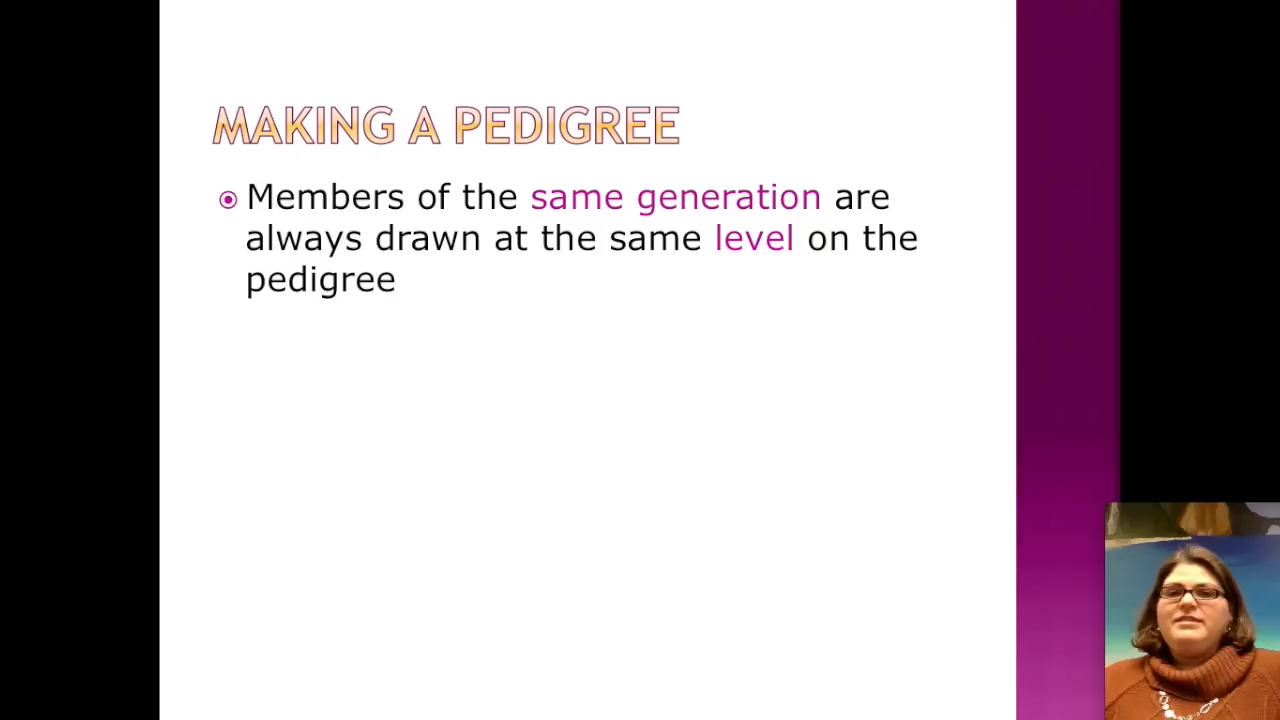 MAKING A PEDIGREE
Members of the same generation are
always drawn at the same level on the
pedigree